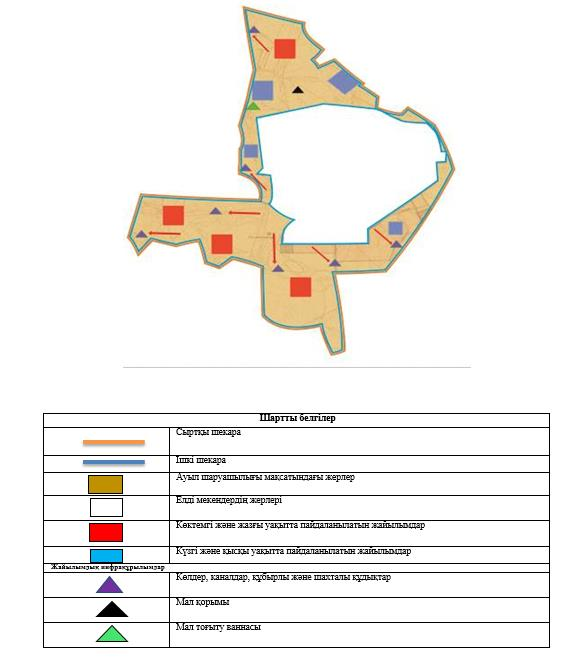 Шартты белгілер
Сыртқы шекара
Ішкі шекара
Ауыл шаруашылығы мақсатындағы жерлер
Елді мекендердің жерлері
Көктемгі және жазғы уақытта пайдаланылатын жайылымдар
Күзгі және қысқы уақытта пайдаланылатын жайылымдар
Жайылымдық инфрақұрылымдар
Көлдер, каналдар, құбырлы және шахталы құдықтар
Мал қорымы
Мал тоғыту ваннасы